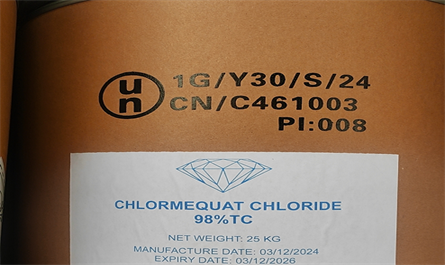 un
1G/Y30/S/24
CN/C461003
PI:008
CHLORMEQUAT CHLORIDE
98%TC
NET WEIGHT: 25 KG
MANUFACTURE DATE: 03/12/2024
EXPIRY DATE: 03/12/2026